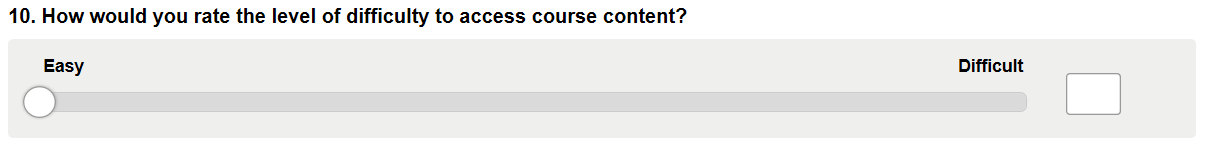 10. How would you rate the level of difficulty to access course content?
Easy Difficult